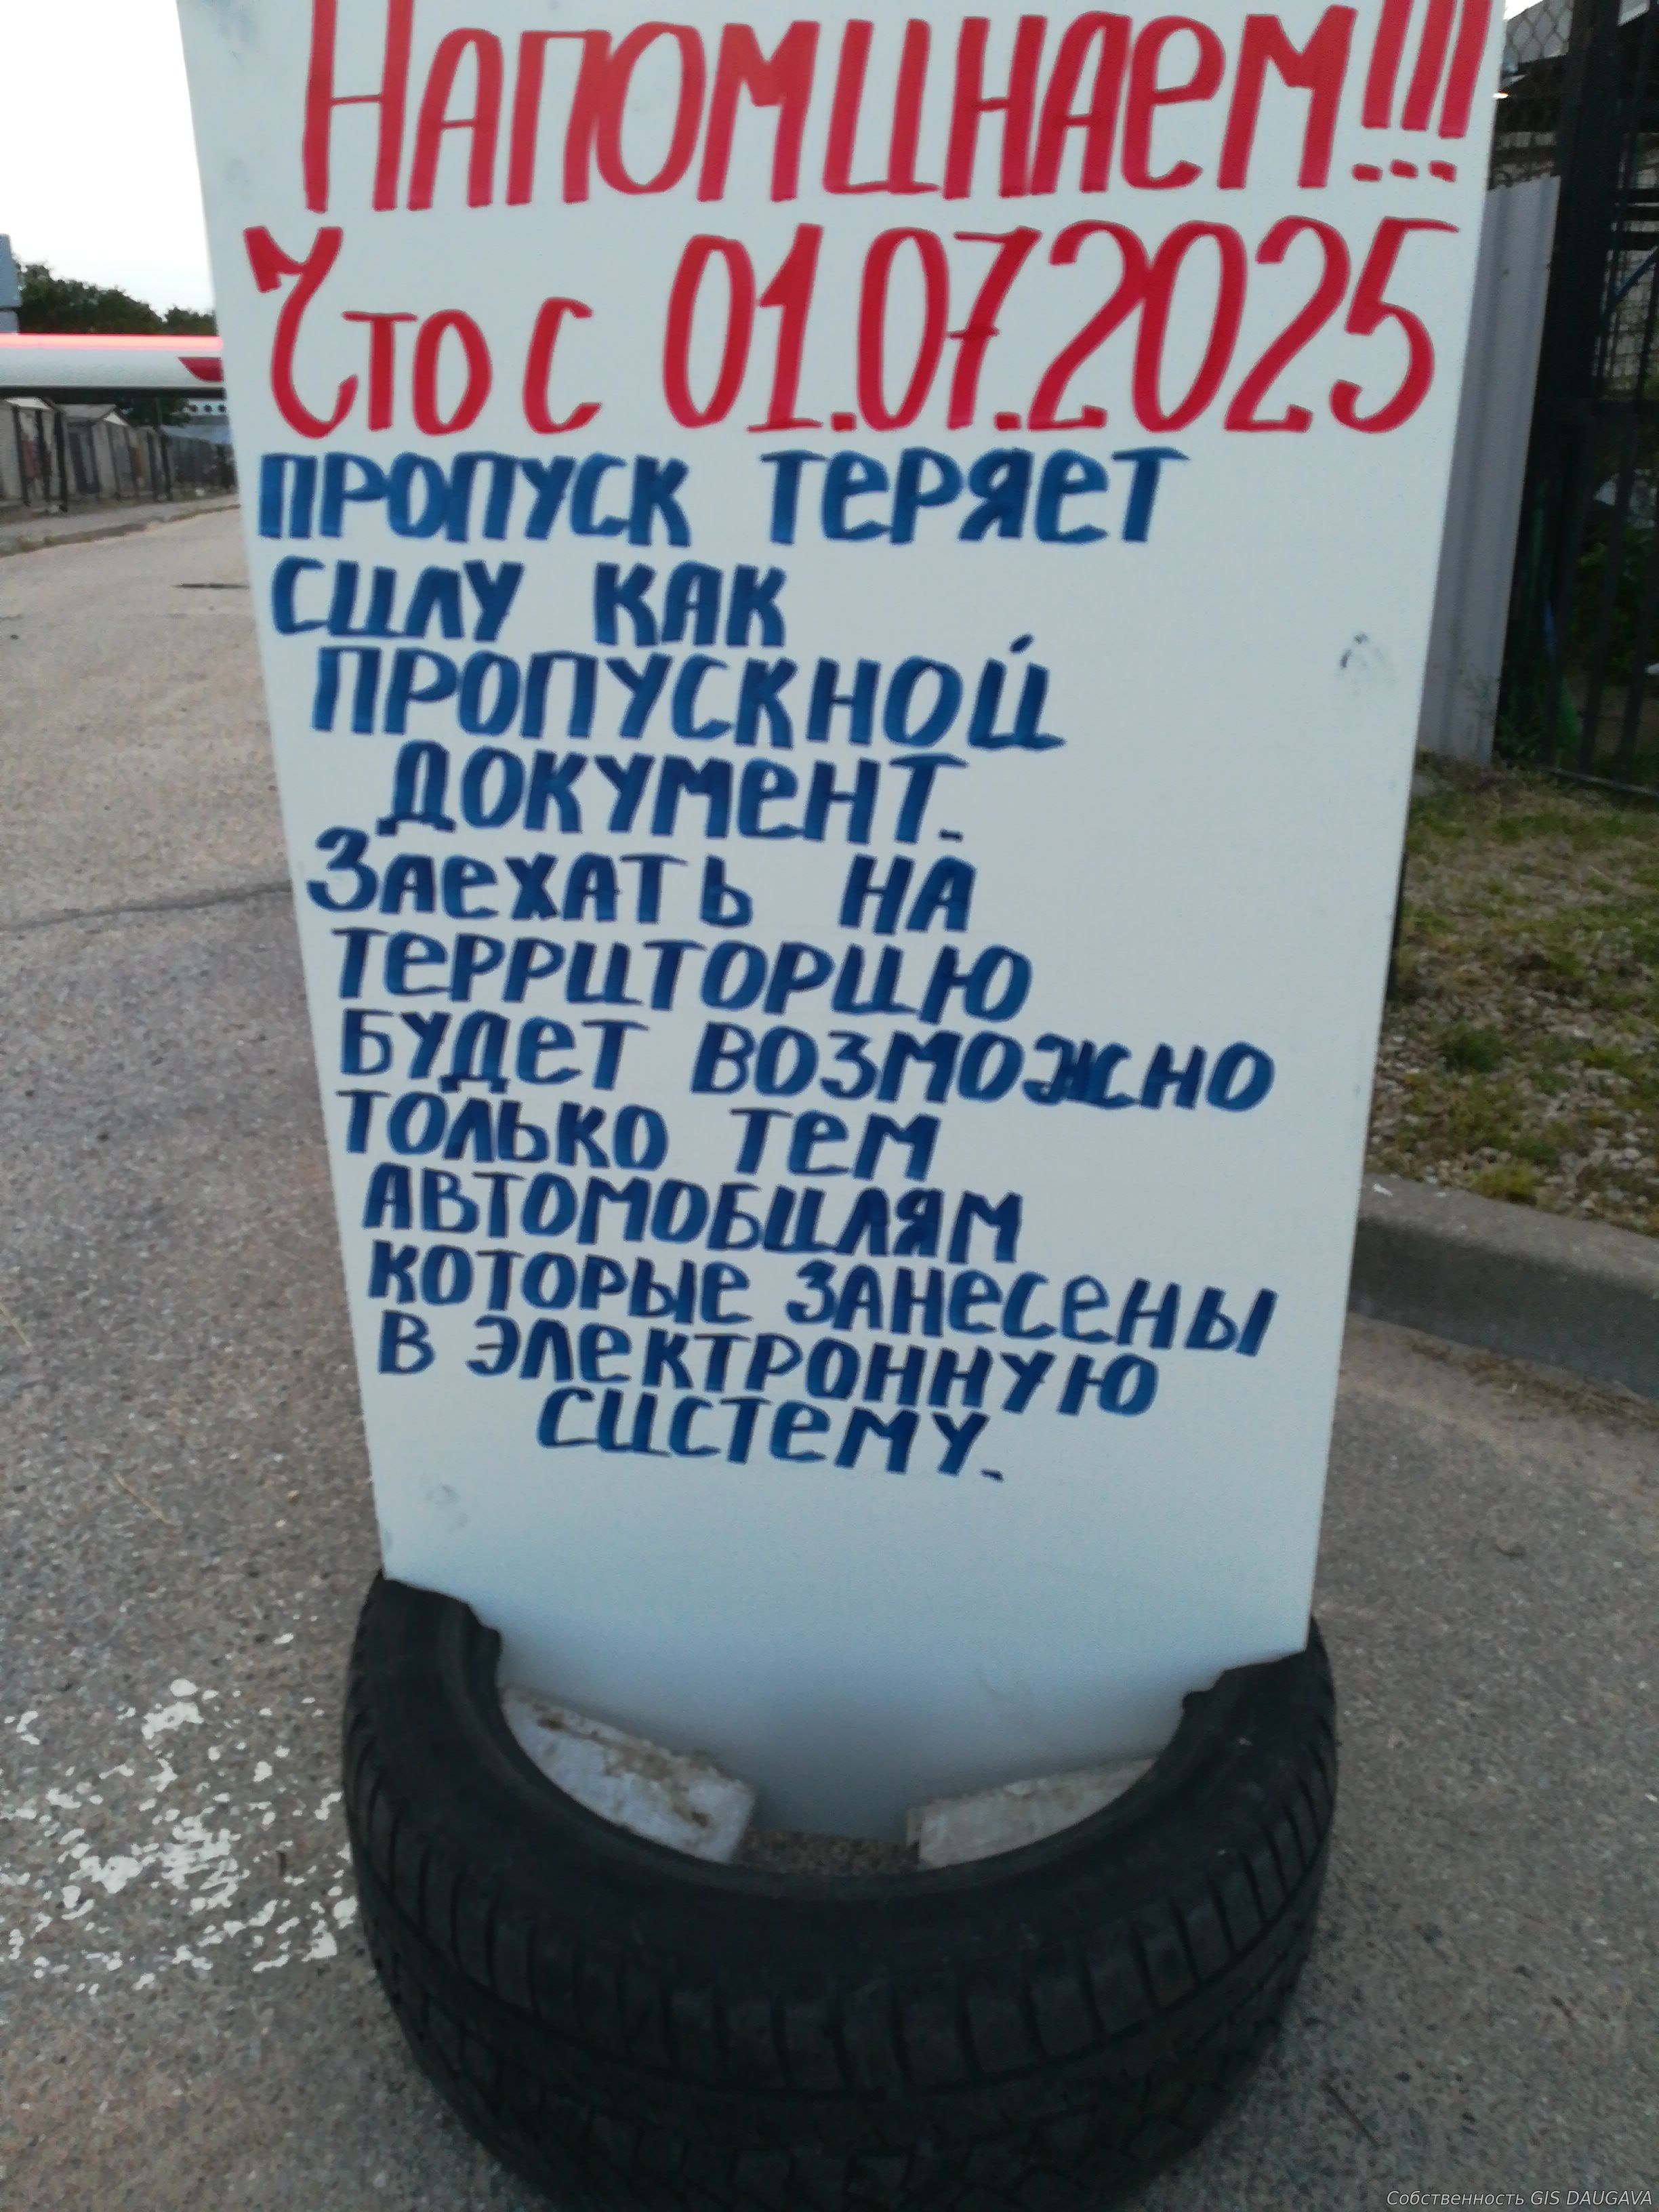 Напоминаем!!!
Что с 01.07.2025
пропуск теряет
силу как
пропускной
документ.
Заехать на
территорию
будет возможно
только тем
автомобилям
которые занесены
в электронную
систему.
Собственность GIS DAUGAVA